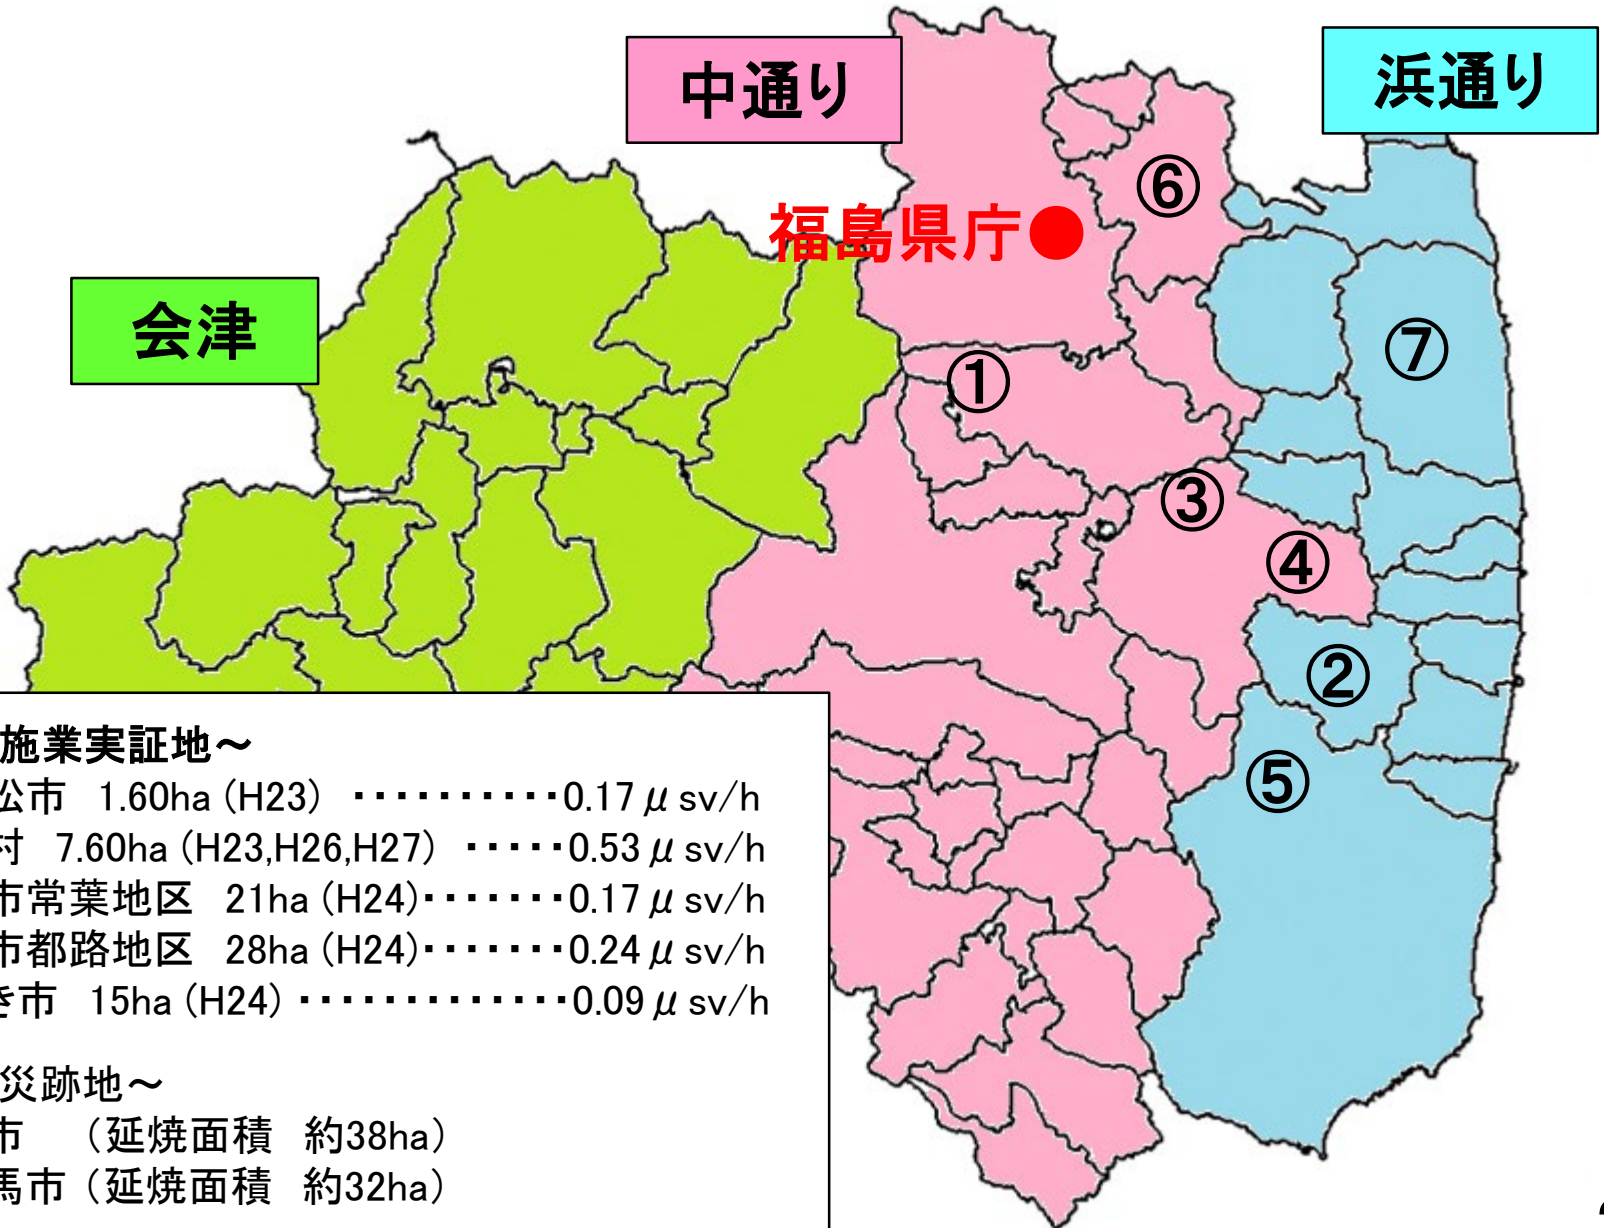 中通り
浜通り
⑥
福島県庁●
会津
⑦
①
③
④
②
⑤
施業実証地～
松市 1.60ha (H23) ‥‥‥‥‥0.17μsv/h
村 7.60ha (H23,H26,H27) ‥‥・0.53μsv/h
市常葉地区 21ha (H24)‥‥‥・0.17μsv/h
市都路地区 28ha (H24)‥‥‥・0.24μsv/h
き市 15ha (H24) ‥‥‥‥‥‥・0.09μsv/h
災跡地～
市 （延焼面積 約38ha）
馬市（延焼面積 約32ha）